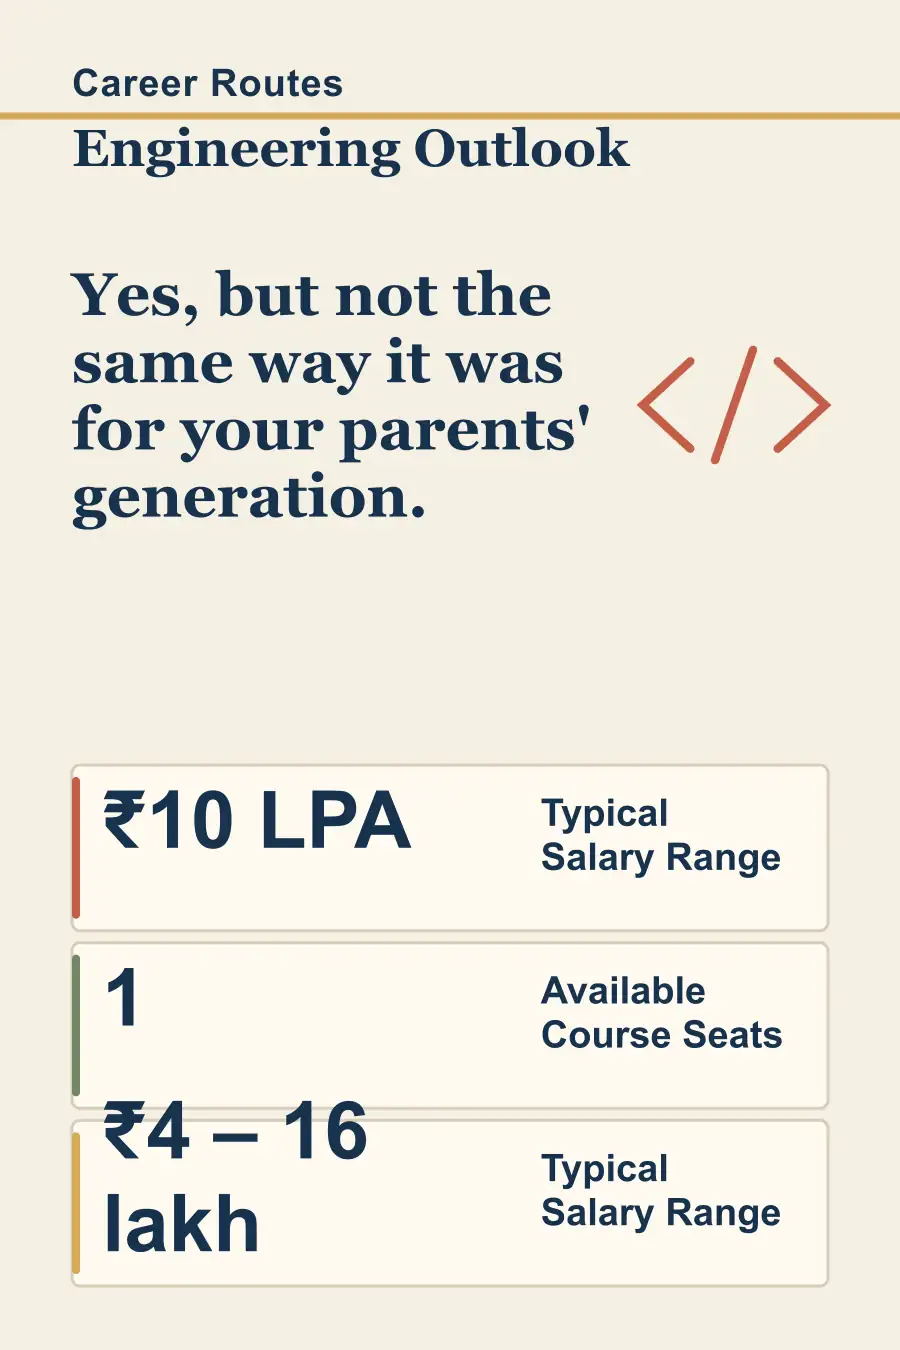 Career Routes
Engineering Outlook
Yes, but not the
same way it was
for your parents'
generation.
₹10 LPA
Typical
Salary Range
1
Available
Course Seats
₹4 – 16
lakh
Typical
Salary Range